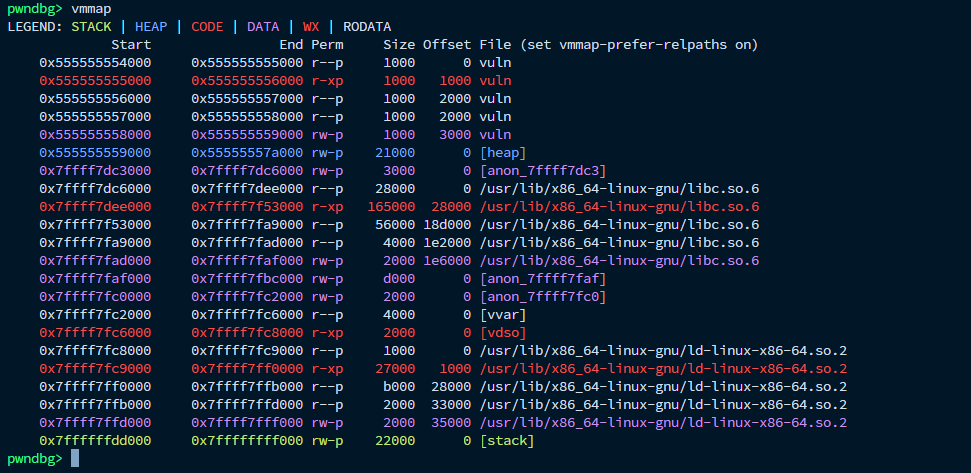 pwndbg> vmmap
LEGEND: STACK | HEAP | CODE | DATA | WX | RODATA
Start End Perm Size Offset File (set vmmap-prefer-relpaths on)
0x555555554000 0x555555555000 r--p 1000 0 vuln
0x555555555000 0x555555556000 r-xp 1000 1000 vuln
0x555555556000 0x555555557000 r--p 1000 2000 vuln
0x555555557000 0x555555558000 r--p 1000 2000 vuln
0x555555558000 0x555555559000 rw-p 1000 3000 vuln
0x555555559000 0x55555557a000 rw-p 21000 0 [heap]
0x7ffff7dc3000 0x7ffff7dc6000 rw-p 3000 0 [anon_7ffff7dc3]
0x7ffff7dc6000 0x7ffff7dee000 r--p 28000 0 /usr/lib/x86_64-linux-gnu/libc.so.6
0x7ffff7dee000 0x7ffff7f53000 r-xp 165000 28000 /usr/lib/x86_64-linux-gnu/libc.so.6
0x7ffff7f53000 0x7ffff7fa9000 r--p 56000 18d000 /usr/lib/x86_64-linux-gnu/libc.so.6
0x7ffff7fa9000 0x7ffff7fad000 r--p 4000 1e2000 /usr/lib/x86_64-linux-gnu/libc.so.6
0x7ffff7fad000 0x7ffff7faf000 rw-p 2000 1e6000 /usr/lib/x86_64-linux-gnu/libc.so.6
0x7ffff7faf000 0x7ffff7fbc000 rw-p d000 0 [anon_7ffff7faf]
0x7ffff7fc0000 0x7ffff7fc2000 rw-p 2000 0 [anon_7ffff7fc0]
0x7ffff7fc2000 0x7ffff7fc6000 r--p 4000 0 [vvar]
0x7ffff7fc6000 0x7ffff7fc8000 r-xp 2000 0 [vdso]
0x7ffff7fc8000 0x7ffff7fc9000 r--p 1000 0 /usr/lib/x86_64-linux-gnu/ld-linux-x86-64.so.2
0x7ffff7fc9000 0x7ffff7ff0000 r-xp 27000 1000 /usr/lib/x86_64-linux-gnu/ld-linux-x86-64.so.2
0x7ffff7ff0000 0x7ffff7ffb000 r--p b000 28000 /usr/lib/x86_64-linux-gnu/ld-linux-x86-64.so.2
0x7ffff7ffb000 0x7ffff7ffd000 r--p 2000 33000 /usr/lib/x86_64-linux-gnu/ld-linux-x86-64.so.2
0x7ffff7ffd000 0x7ffff7fff000 rw-p 2000 35000 /usr/lib/x86_64-linux-gnu/ld-linux-x86-64.so.2
0x7ffffffdd000 0x7ffffffff000 rw-p 22000 0 [stack]
pwndbg>